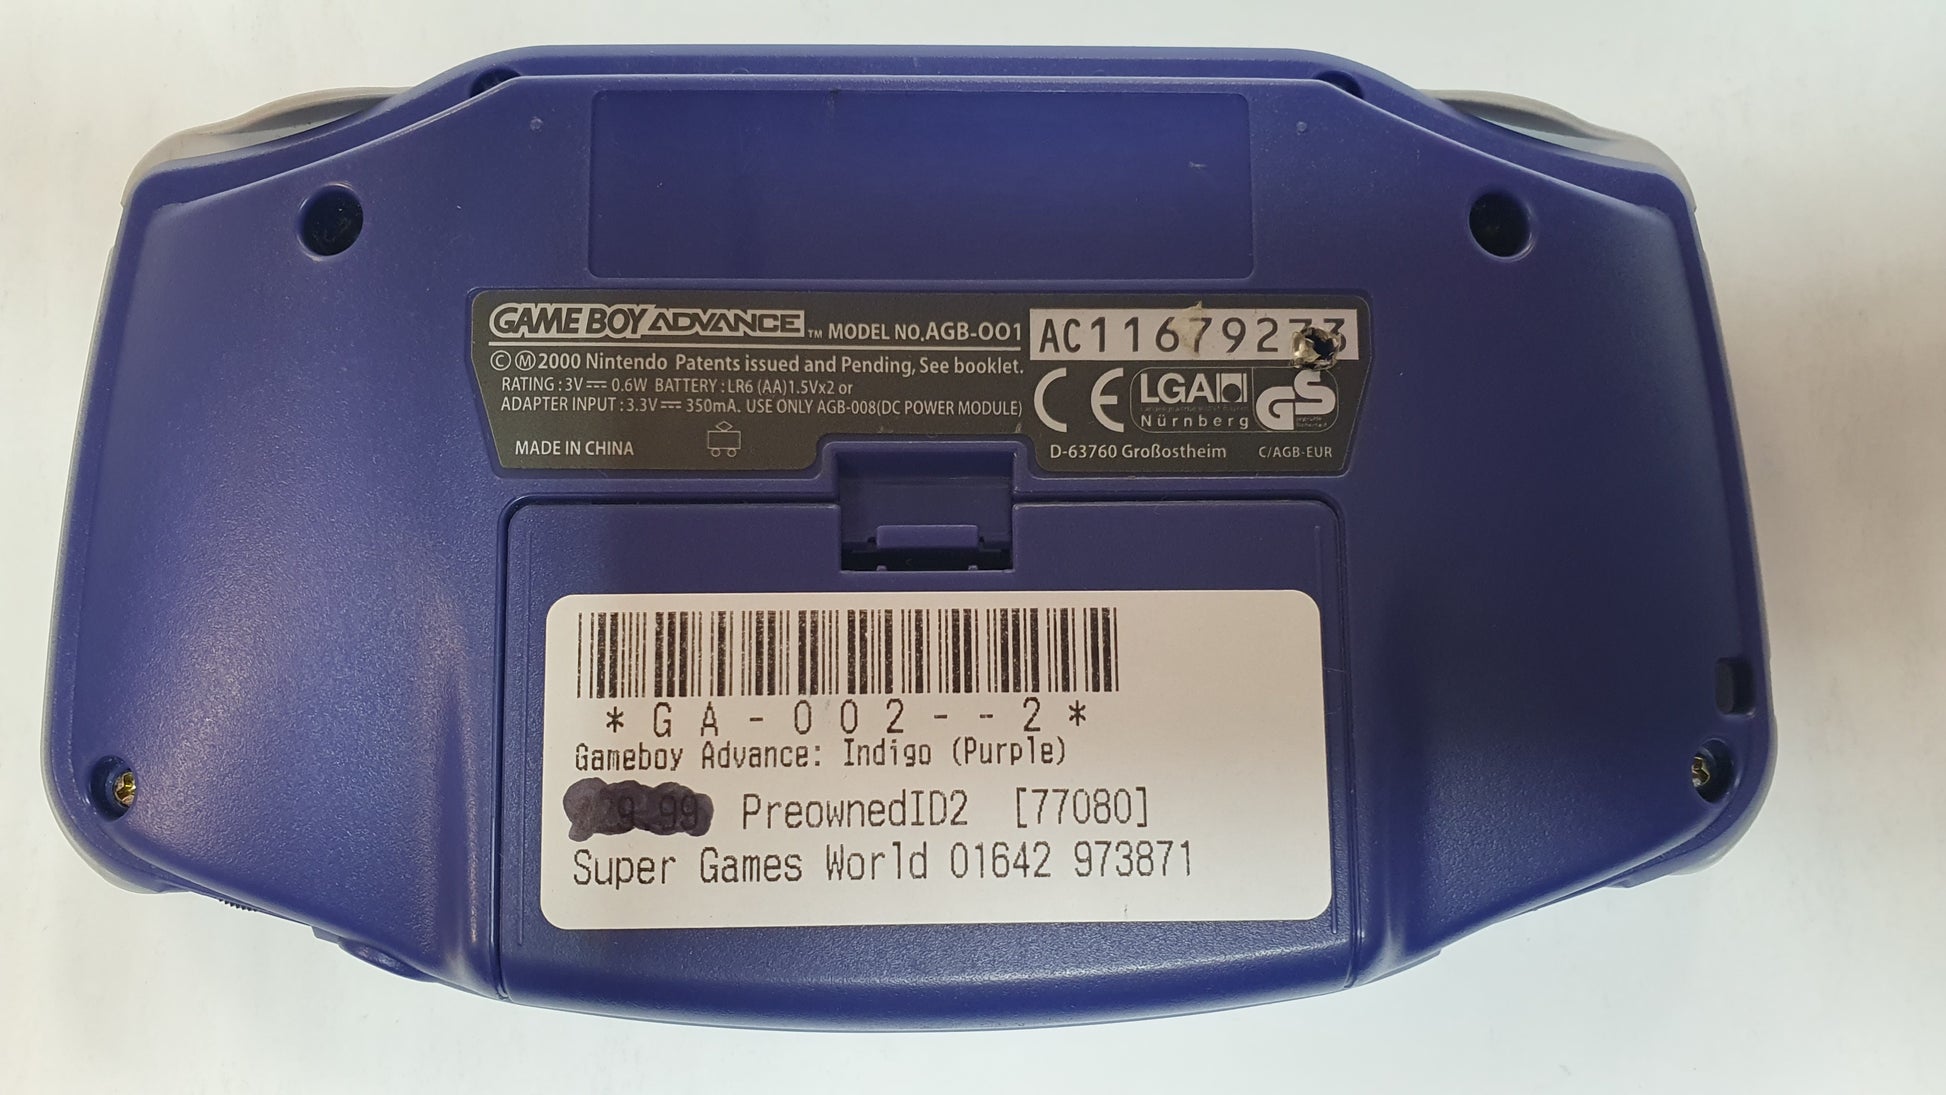 GAME BOY ADVANCE TM MODEL NO.AGB-001
© Ⓜ 2000 Nintendo Patents issued and Pending, See booklet.
RATING : 3V⎓ 0.6W BATTERY : LR6 (AA)1.5Vx2 or
ADAPTER INPUT : 3.3V⎓ 350mA. USE ONLY AGB-008(DC POWER MODULE)
MADE IN CHINA
CE LGA
Nürnberg
GS
D-63760 Großostheim C/AGB-EUR
*GA-002--2*
Gameboy Advance: Indigo (Purple)
PreownedID2 [77080]
Super Games World 01642 973871